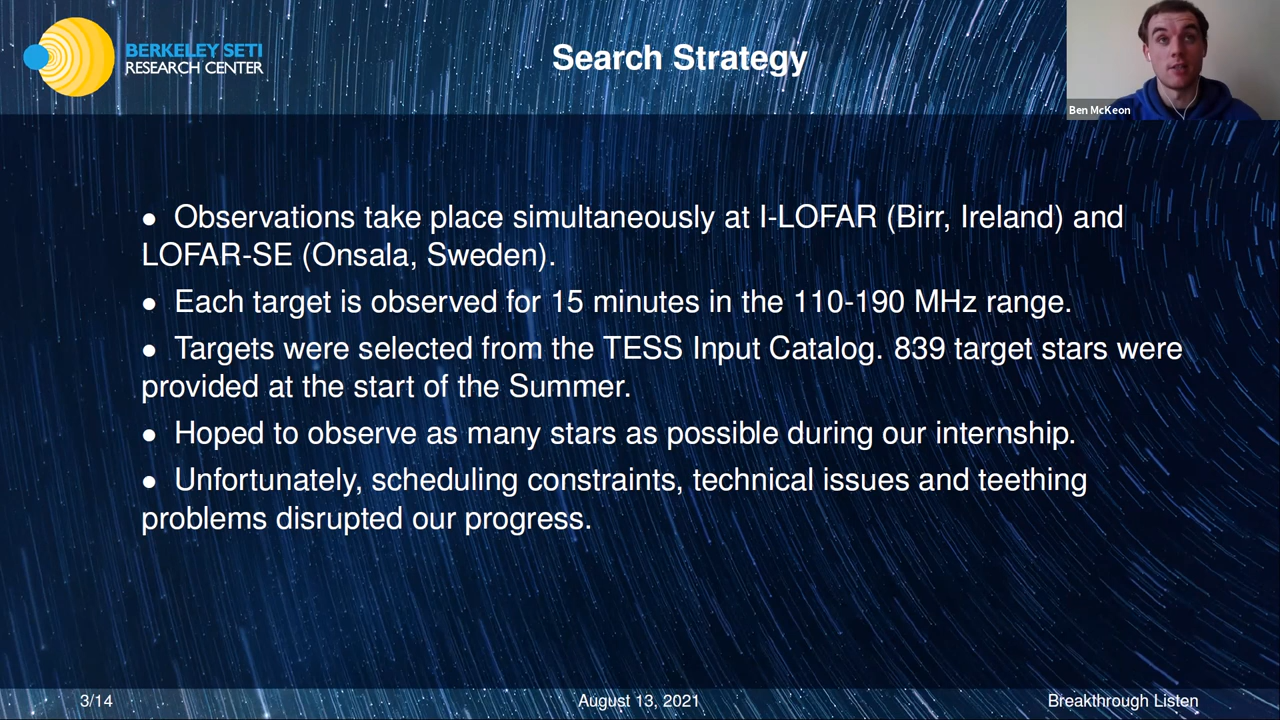 BERKELEY SETI
RESEARCH CENTER
Search Strategy
Ben McKeon
• Observations take place simultaneously at I-LOFAR (Birr, Ireland) and
LOFAR-SE (Onsala, Sweden).
• Each target is observed for 15 minutes in the 110-190 MHz range.
• Targets were selected from the TESS Input Catalog. 839 target stars were
provided at the start of the Summer.
• Hoped to observe as many stars as possible during our internship.
• Unfortunately, scheduling constraints, technical issues and teething
problems disrupted our progress.
3/14
August 13, 2021
Breakthrough Listen